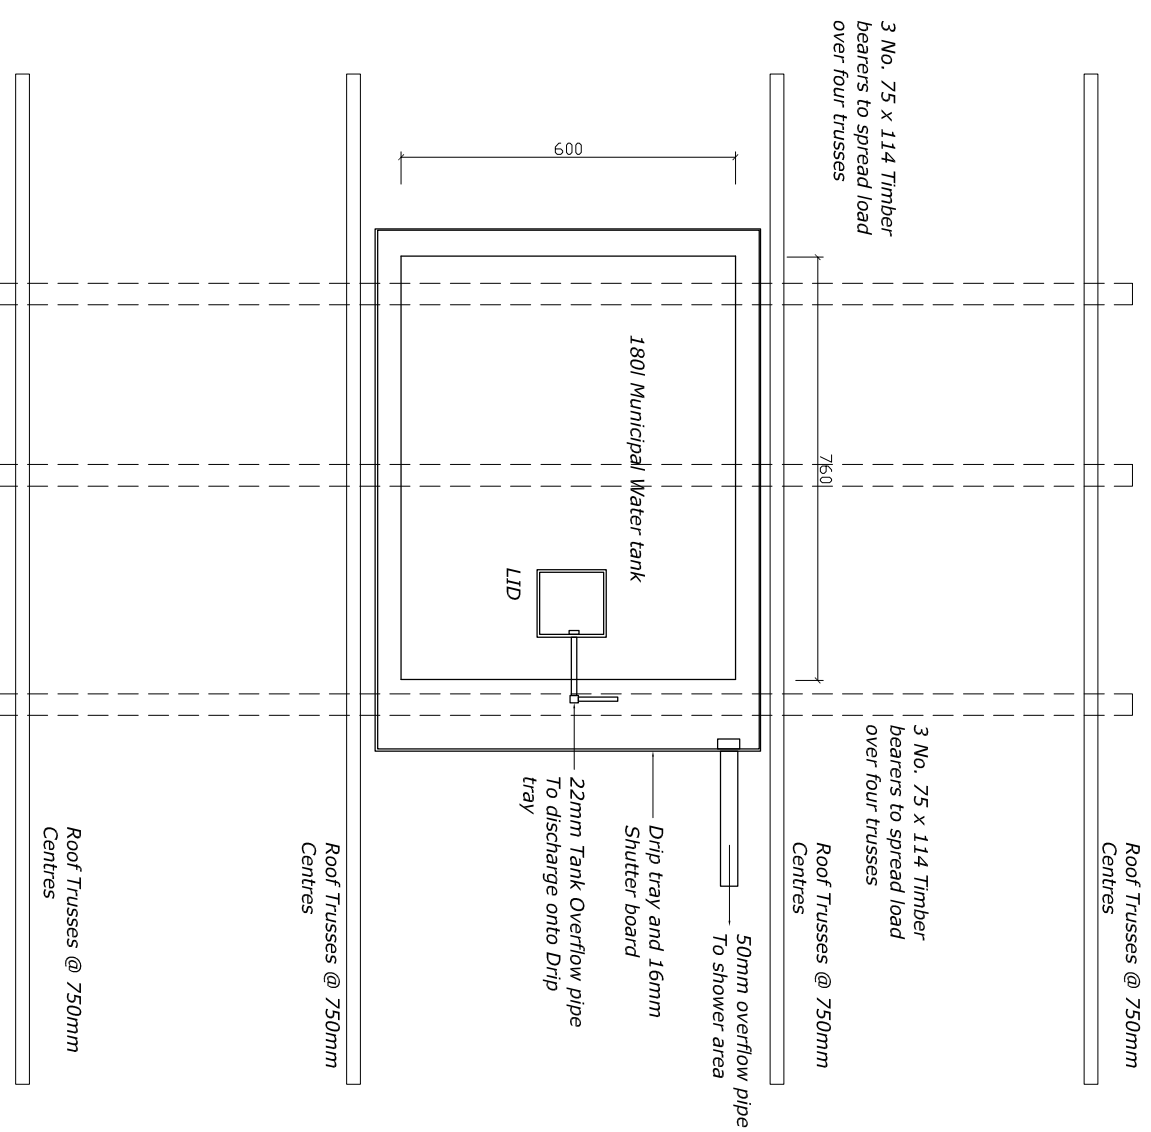 3 No. 75 x 114 Timber
bearers to spread load
over four trusses
600
760
180l Municipal Water tank
LID
3 No. 75 x 114 Timber
bearers to spread load
over four trusses
Roof Trusses @ 750mm
Centres
Roof Trusses @ 750mm
Centres
50mm overflow pipe
To shower area
Drip tray and 16mm
Shutter board
22mm Tank Overflow pipe
To discharge onto Drip
tray
Roof Trusses @ 750mm
Centres
Roof Trusses @ 750mm
Centres